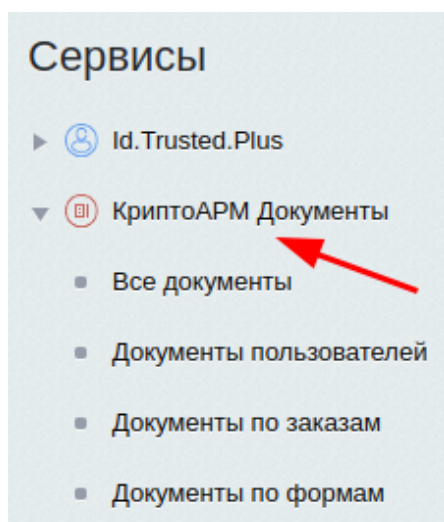 Сервисы
Id.Trusted.Plus
КриптоАРМ Документы
Все документы
Документы пользователей
Документы по заказам
Документы по формам